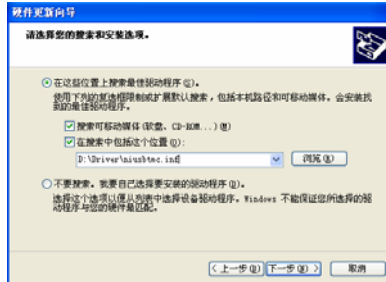 硬件更新向导
请选择您的搜索和安装选项。
在这些位置上搜索最佳驱动程序(S)。
使用下列的复选框限制或扩展默认搜索，包括本机路径和可移动媒体。会安装找
到的最佳驱动程序。
搜索可移动媒体(软盘、CD-ROM...)(M)
在搜索中包括这个位置(O):
D:\Driver\niusbtmc.inf
浏览(R)
不要搜索。我要自己选择要安装的驱动程序(D)。
选择这个选项以便从列表中选择设备驱动程序。Windows 不能保证您所选择的驱
动程序与您的硬件最匹配。
< 上一步(B) 下一步(N) > 取消